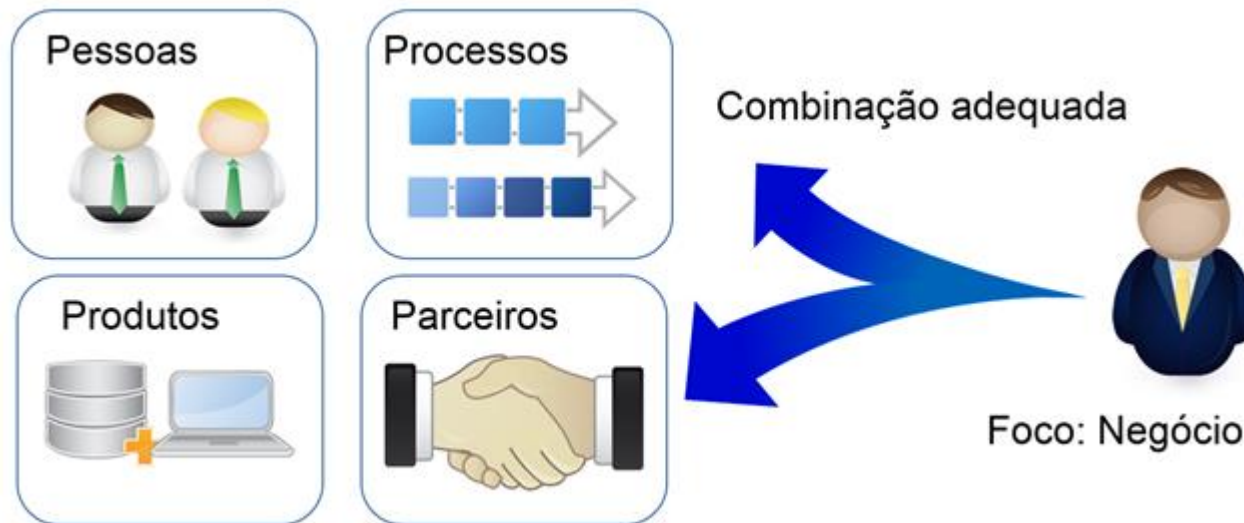 Pessoas
Processos
Combinação adequada
Produtos
Parceiros
Foco: Negócio